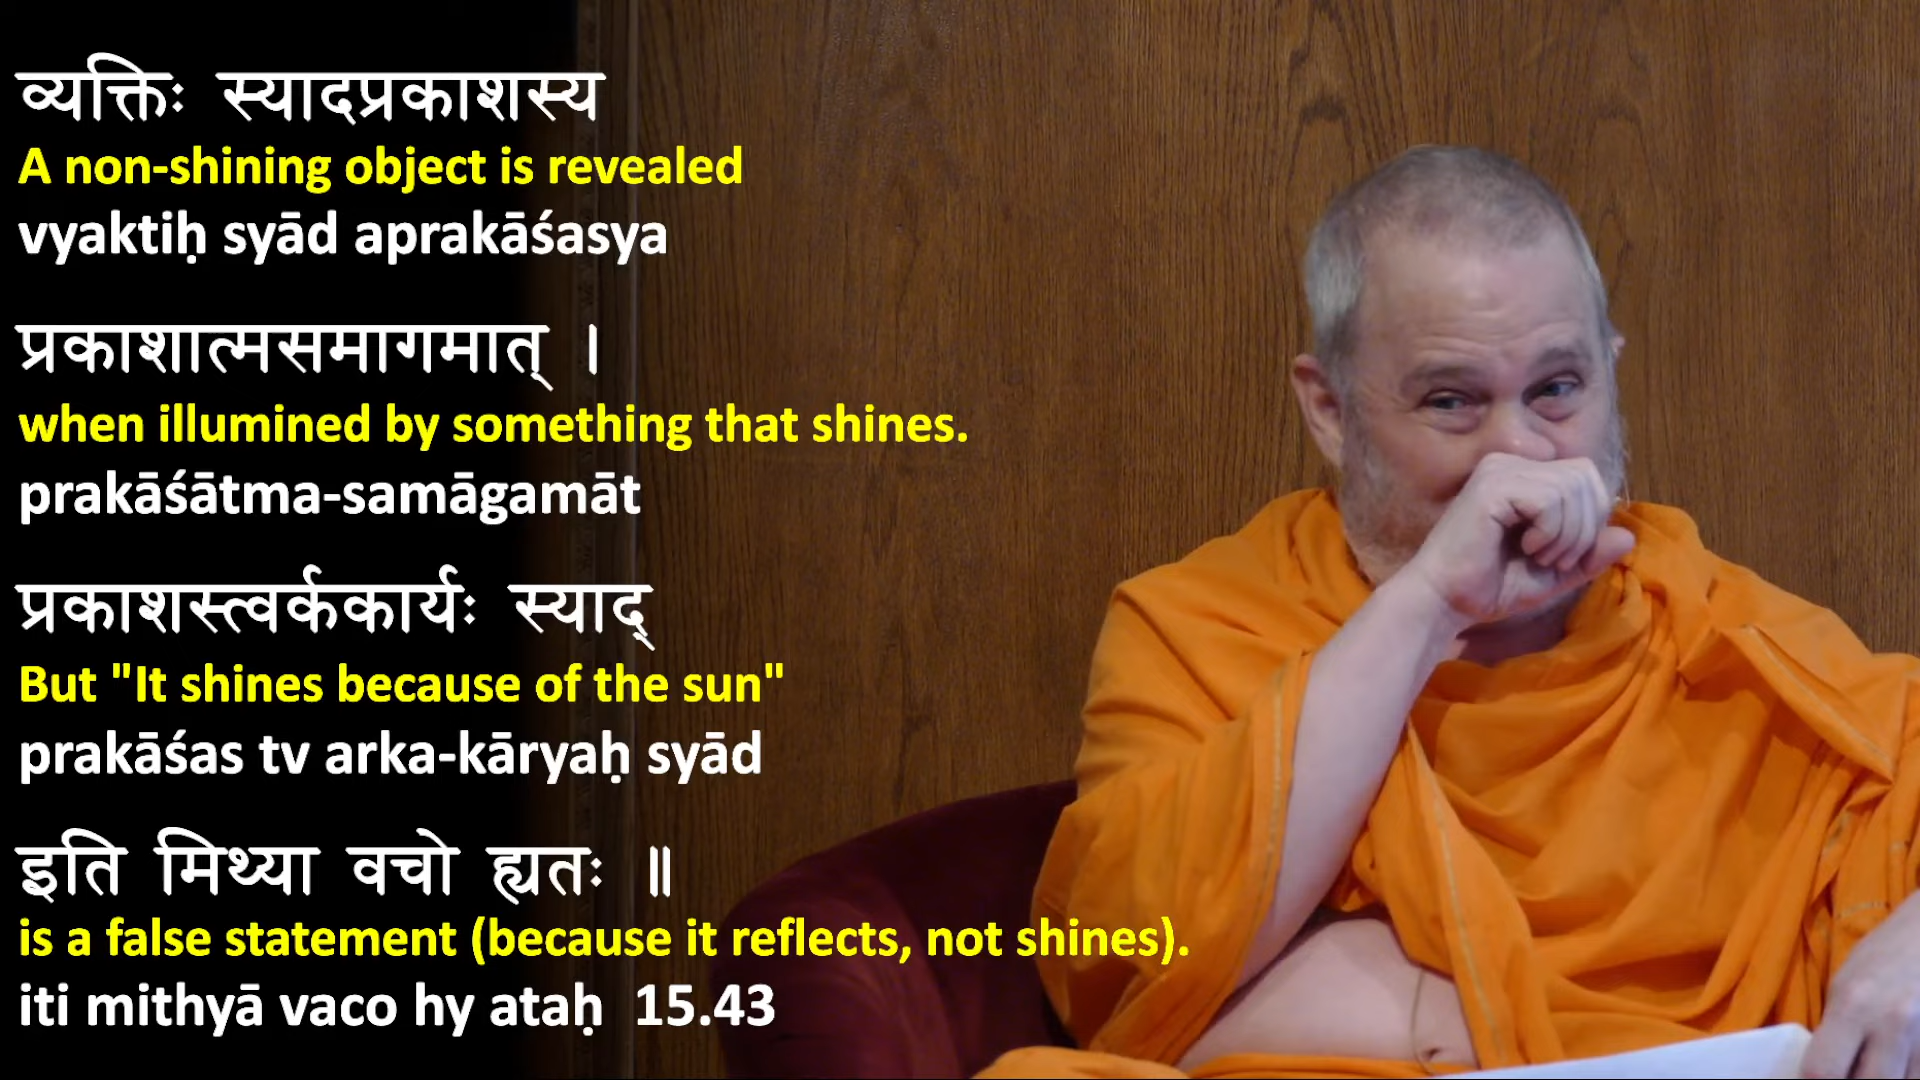 व्यक्तिः स्यादप्रकाशस्य
A non-shining object is revealed
vyaktiḥ syād aprakāśasya
प्रकाशात्मसमागमात् ।
when illumined by something that shines.
prakāśātma-samāgamāt
प्रकाशस्त्वर्ककार्यः स्याद्
But "It shines because of the sun"
prakāśas tv arka-kāryaḥ syād
इति मिथ्या वचो ह्यतः ॥
is a false statement (because it reflects, not shines).
iti mithyā vaco hy ataḥ 15.43